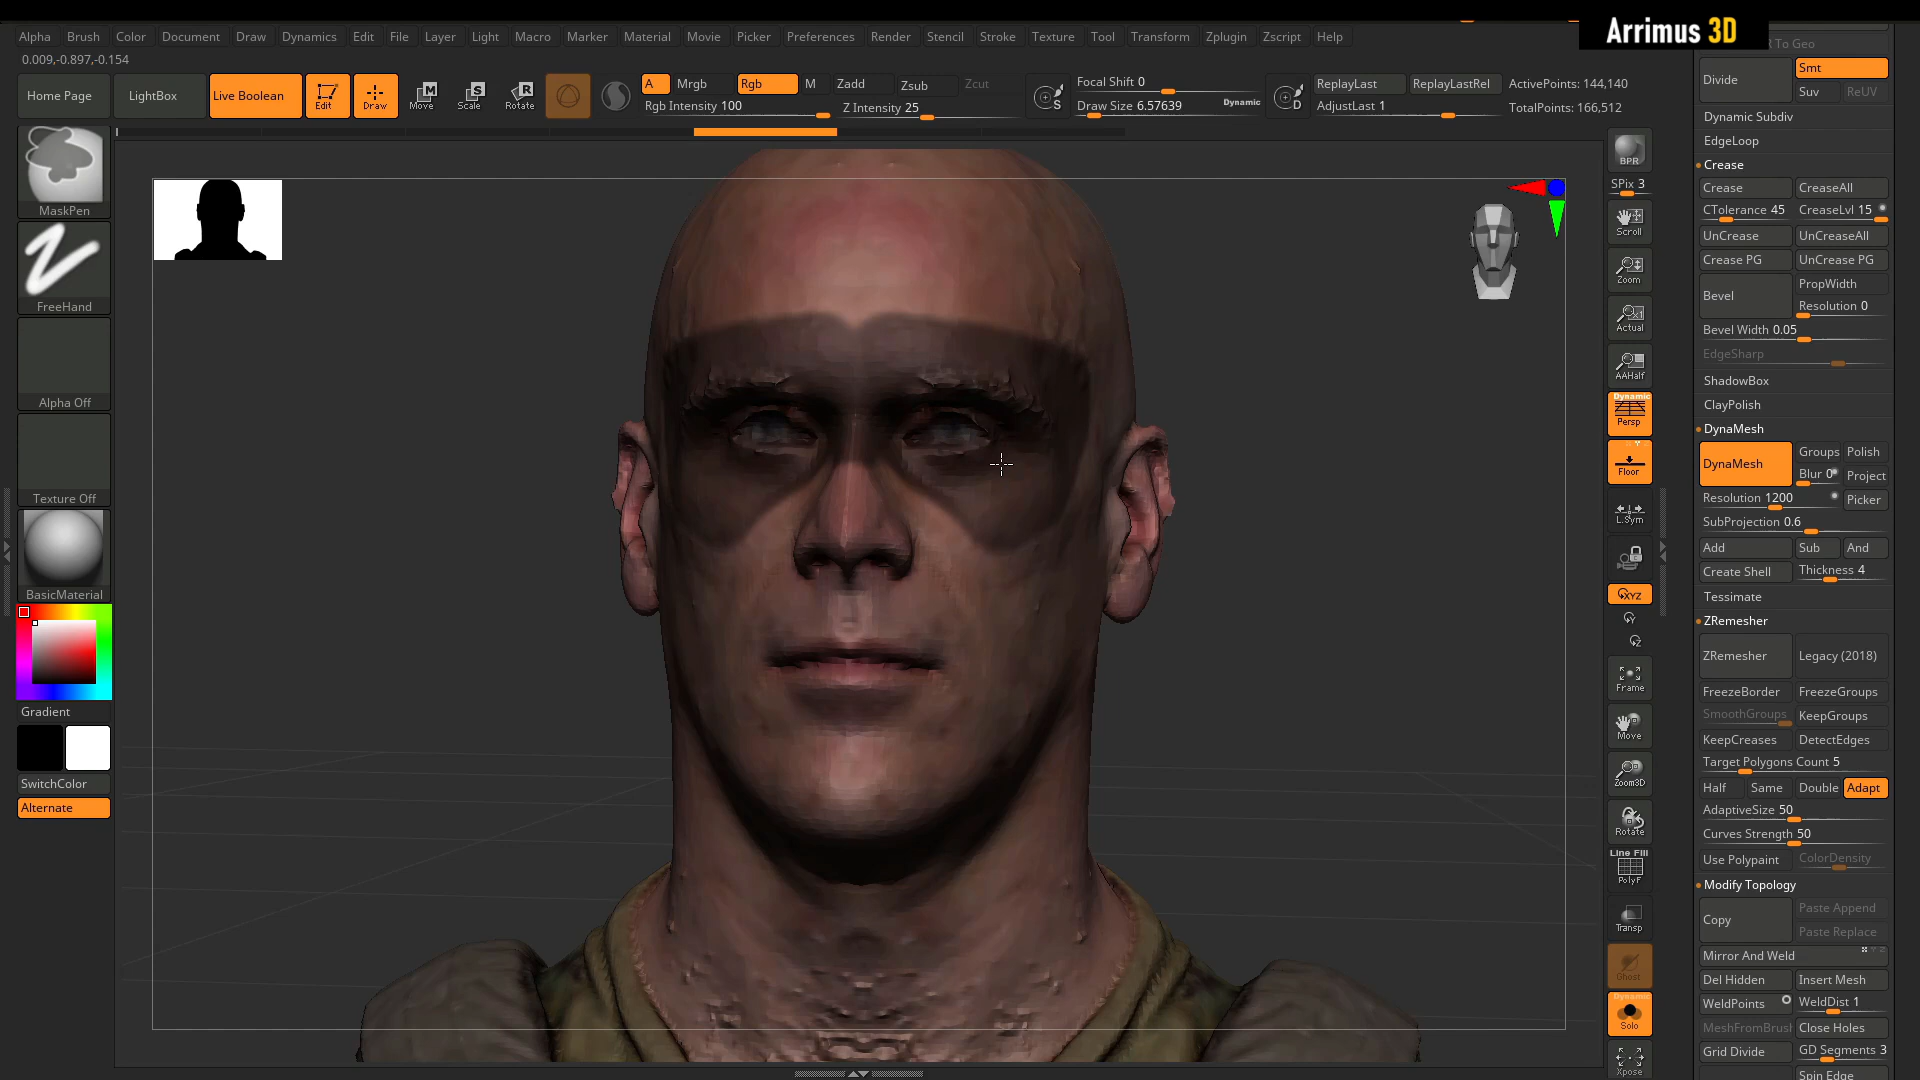 Arrimus 3D
Alpha Brush Color Document Draw Dynamics Edit File Layer Light Macro Marker Material Movie Picker Preferences Render Stencil Stroke Texture Tool Transform Zplugin Zscript Help
0.009,-0.897,-0.154
Home Page
LightBox
Live Boolean
Edit
Draw
Move
Scale
Rotate
A Mrgb Rgb M Zadd Zsub Zcut
Rgb Intensity 100
Z Intensity 25
Focal Shift 0
Draw Size 6.57639
Dynamic
ReplayLast ReplayLastRel
AdjustLast 1
ActivePoints: 144,140
TotalPoints: 166,512
MaskPen
FreeHand
Alpha Off
Texture Off
BasicMaterial
Gradient
SwitchColor
Alternate
BPR
SPix 3
Scroll
Zoom
Actual
AAHalf
Dynamic
Persp
Floor
L.Sym
XYZ
Frame
Move
Zoom3D
Rotate
Line Fill
PolyF
Transp
Ghost
Dynamic
Solo
Xpose
To Geo
Divide
Smt
Suv ReUV
Dynamic Subdiv
EdgeLoop
Crease
Crease CreaseAll
CTolerance 45 CreaseLvl 15
UnCrease UnCreaseAll
Crease PG UnCrease PG
Bevel
PropWidth
Resolution 0
Bevel Width 0.05
EdgeSharp
ShadowBox
ClayPolish
DynaMesh
DynaMesh
Groups Polish
Blur 0 Project
Resolution 1200 Picker
SubProjection 0.6
Add Sub And
Create Shell Thickness 4
Tessimate
ZRemesher
ZRemesher Legacy (2018)
FreezeBorder FreezeGroups
SmoothGroups KeepGroups
KeepCreases DetectEdges
Target Polygons Count 5
Half Same Double Adapt
AdaptiveSize 50
Curves Strength 50
Use Polypaint ColorDensity
Modify Topology
Copy
Paste Append
Paste Replace
Mirror And Weld
Del Hidden Insert Mesh
WeldPoints WeldDist 1
MeshFromBrush Close Holes
Grid Divide GD Segments 3
Spin Edge